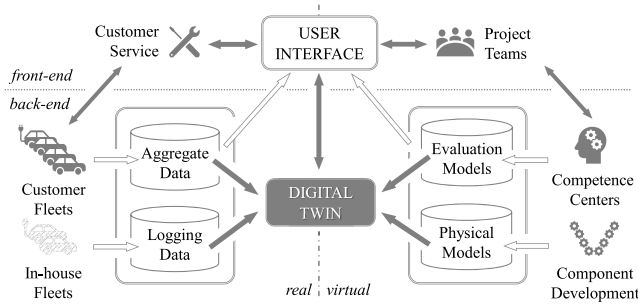 Customer
Service
USER
INTERFACE
Project
Teams
front-end
back-end
Aggregate
Data
Evaluation
Models
Customer
Fleets
DIGITAL
TWIN
Competence
Centers
Logging
Data
Physical
Models
In-house
Fleets
real
virtual
Component
Development